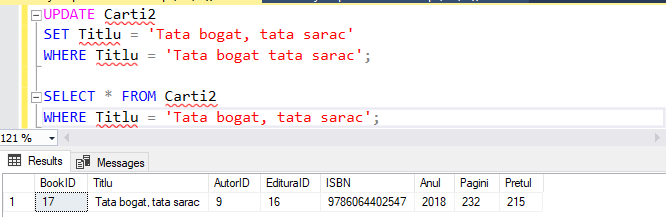 UPDATE Carti2
SET Titlu = 'Tata bogat, tata sarac'
WHERE Titlu = 'Tata bogat tata sarac';
SELECT * FROM Carti2
WHERE Titlu = 'Tata bogat, tata sarac';
121 %
Results Messages
BookID Titlu AutorID EdituraID ISBN Anul Pagini Pretul
1 17 Tata bogat, tata sarac 9 16 9786064402547 2018 232 215